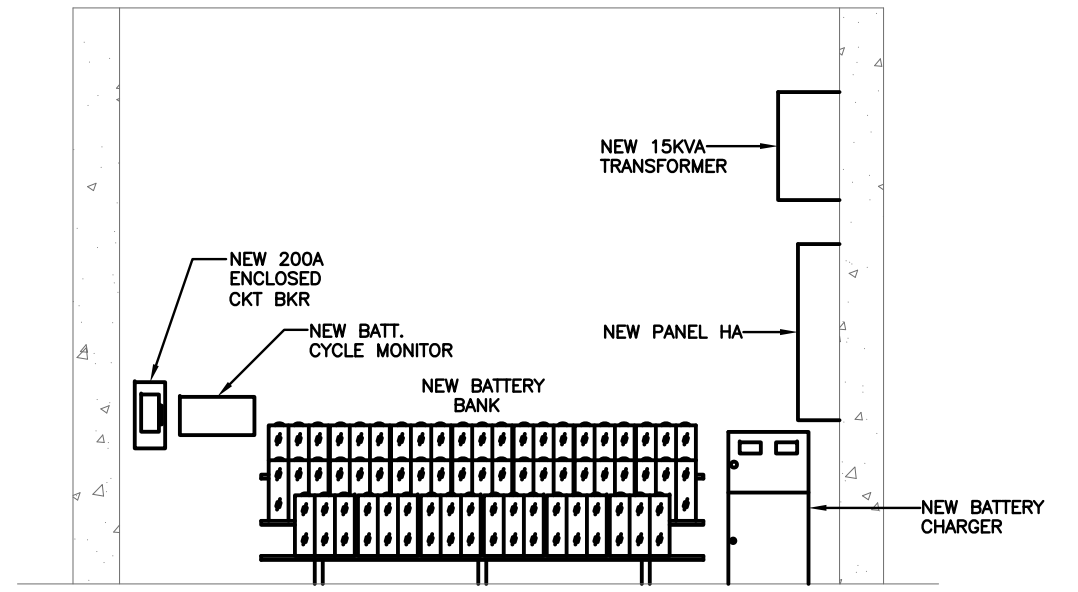 NEW 15KVA
TRANSFORMER
NEW 200A
ENCLOSED
CKT BKR
NEW BATT.
CYCLE MONITOR
NEW PANEL HA
NEW BATTERY
BANK
NEW BATTERY
CHARGER